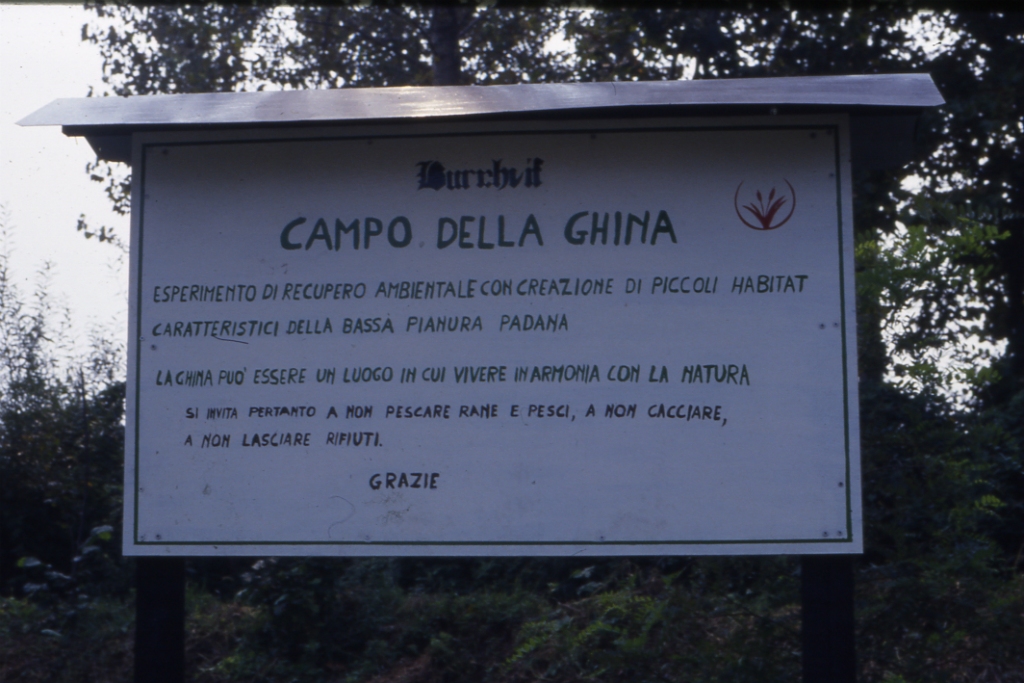 Burchvif
CAMPO DELLA GHINA
ESPERIMENTO DI RECUPERO AMBIENTALE CON CREAZIONE DI PICCOLI HABITAT
CARATTERISTICI DELLA BASSA PIANURA PADANA
LA GHINA PUO' ESSERE UN LUOGO IN CUI VIVERE IN ARMONIA CON LA NATURA
SI INVITA PERTANTO A NON PESCARE RANE E PESCI, A NON CACCIARE,
A NON LASCIARE RIFIUTI.
GRAZIE